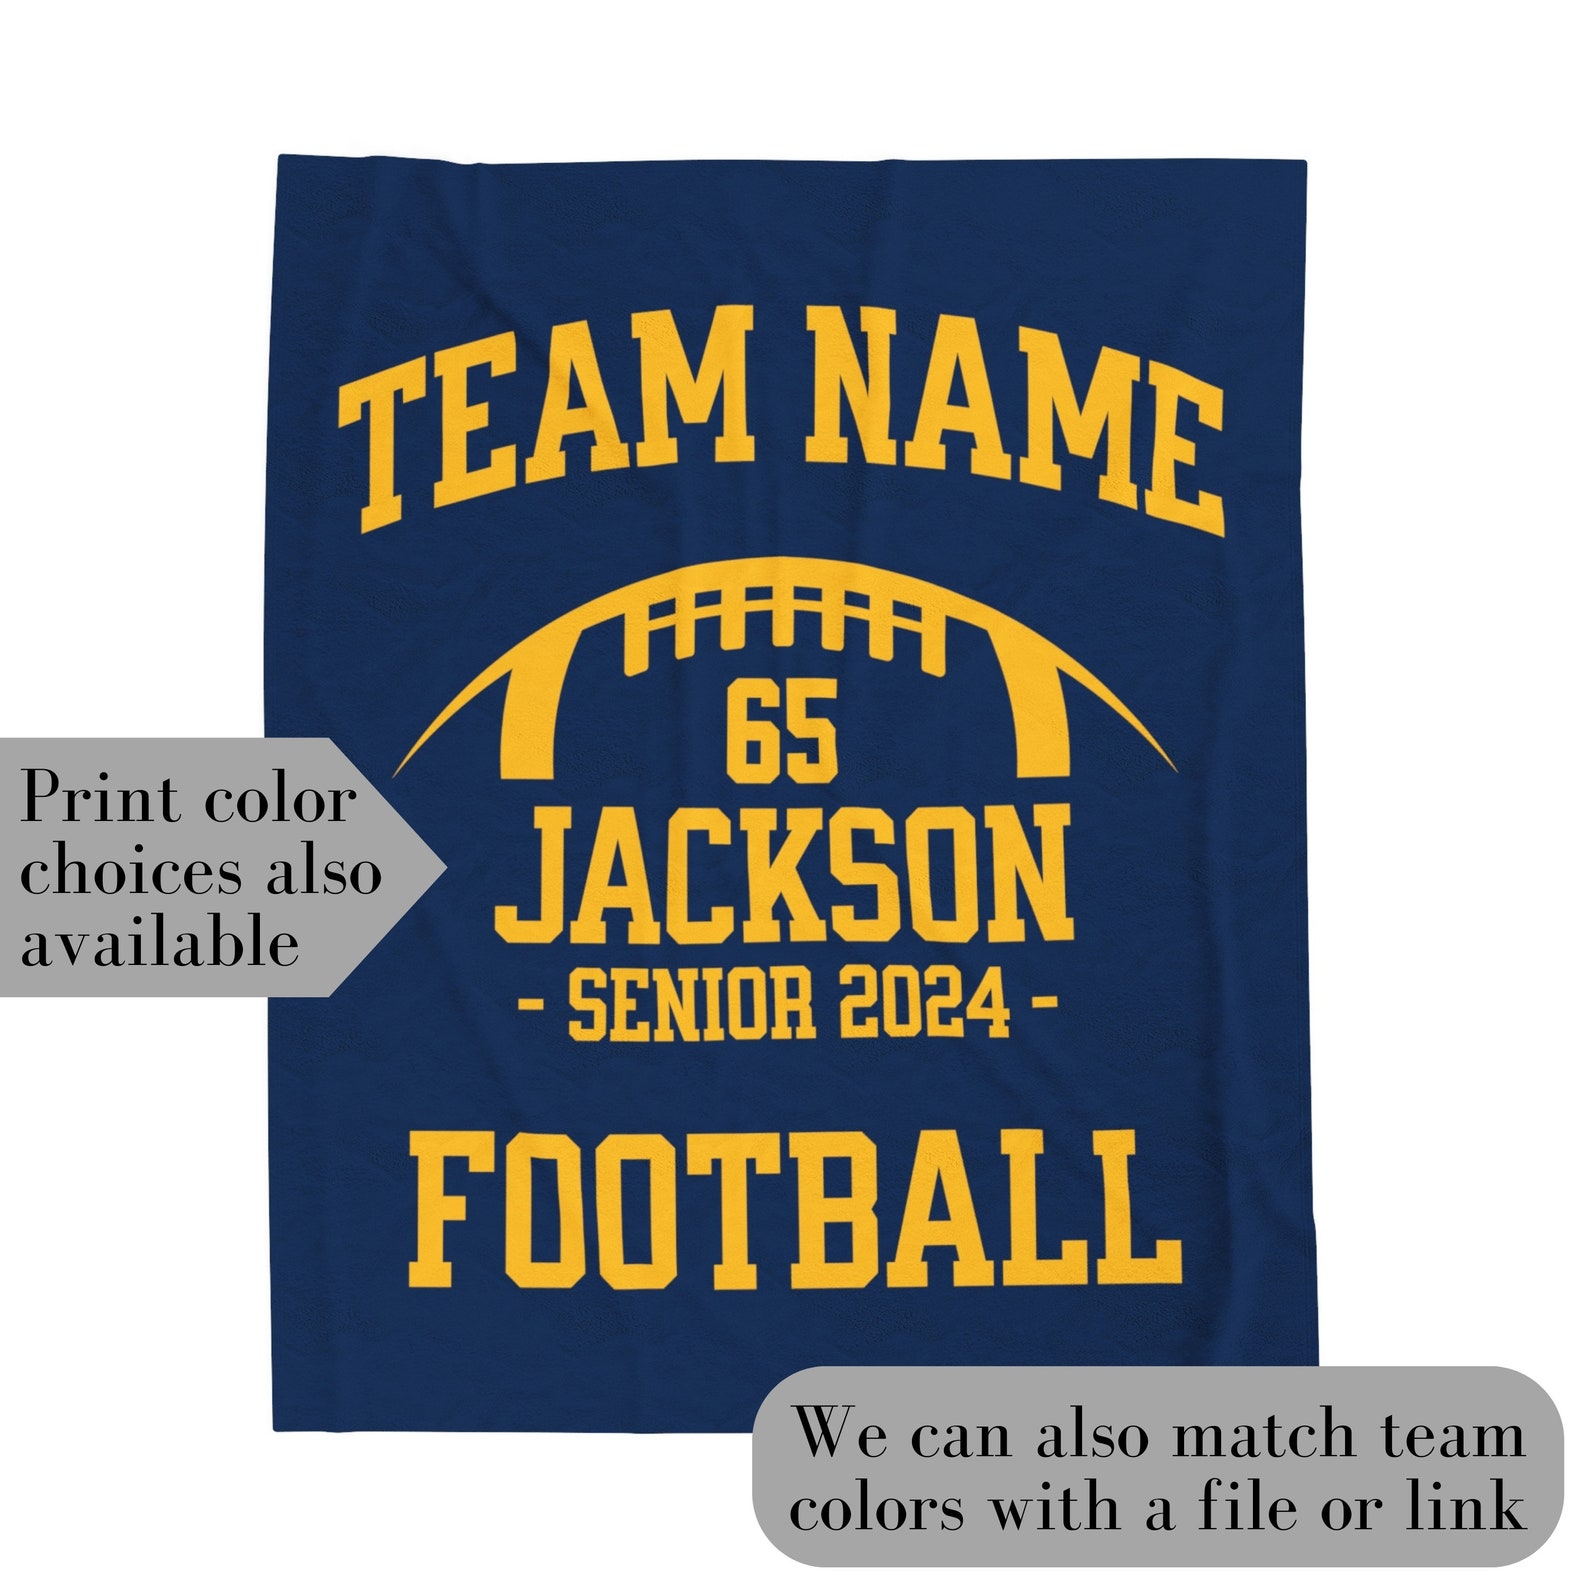 TEAM NAME
65
JACKSON
- SENIOR 2024 -
FOOTBALL
Print color
choices also
available
We can also match team
colors with a file or link